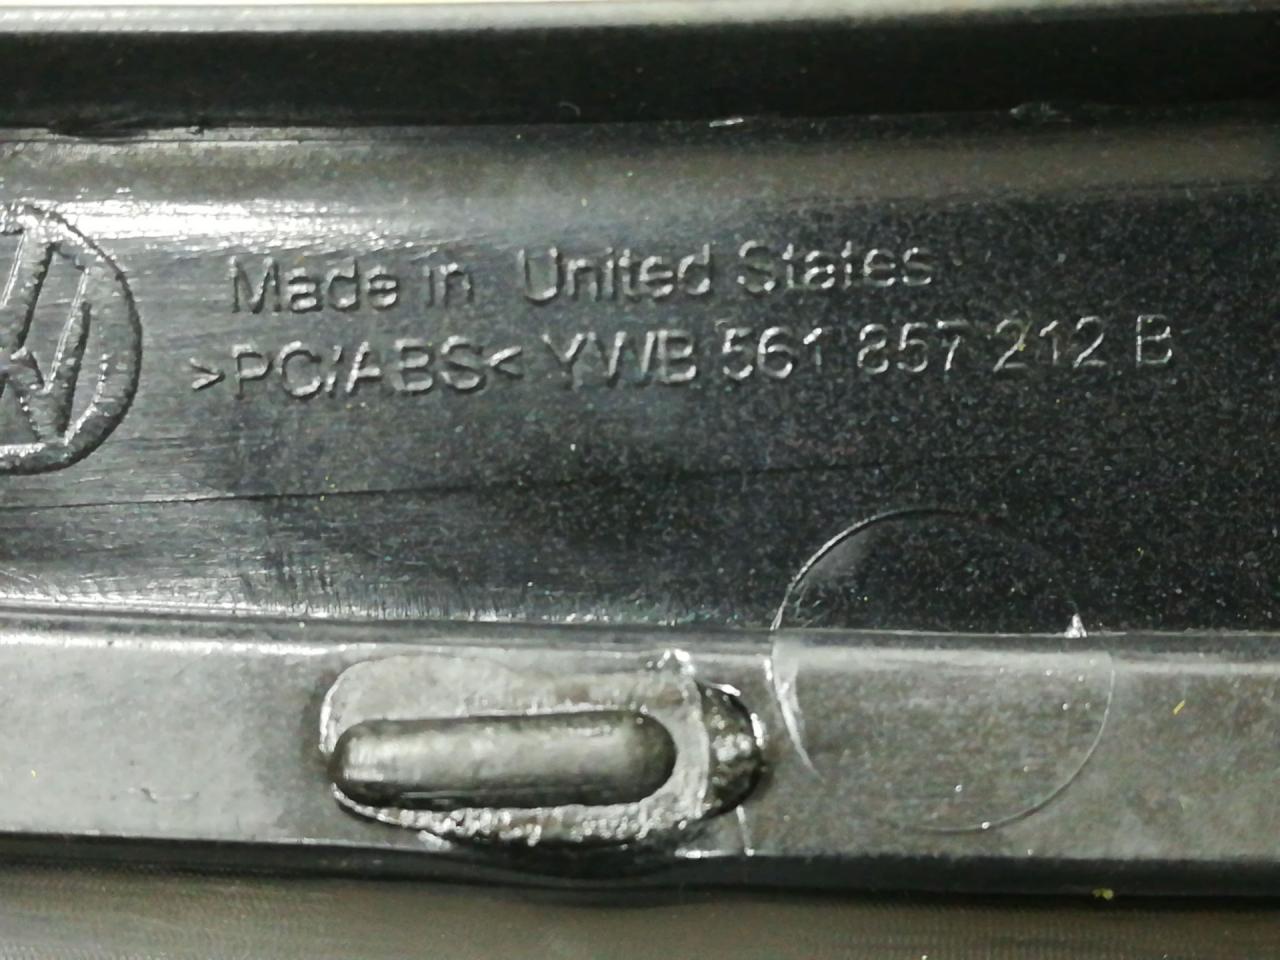 Made in United States
>PC/ABS< YWB 561 857 212 B